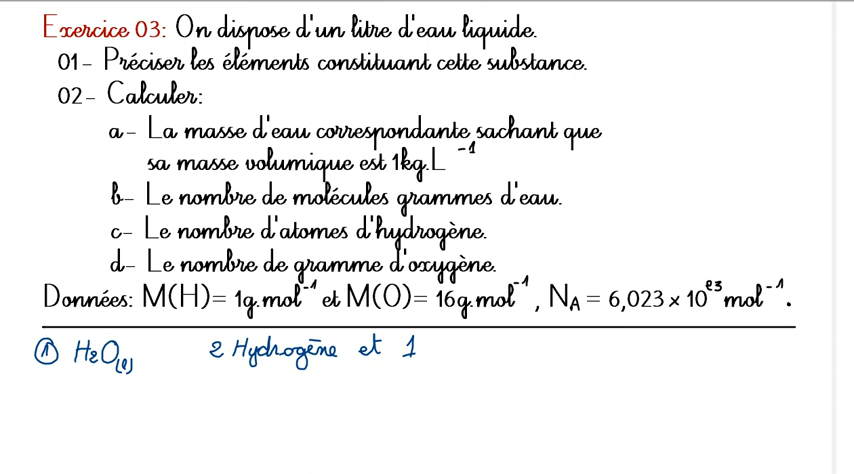 Exercice 03: On dispose d'un litre d'eau liquide.
01- Préciser les éléments constituant cette substance.
02- Calculer:
a- La masse d'eau correspondante sachant que
sa masse volumique est 1kg.L⁻¹
b- Le nombre de molécules grammes d'eau.
c- Le nombre d'atomes d'hydrogène.
d- Le nombre de gramme d'oxygène.
Données: M(H)= 1g.mol⁻¹ et M(O)= 16g.mol⁻¹, N_A = 6,023 × 10²³ mol⁻¹.
① H₂O₍ₗ₎ 2 Hydrogène et 1